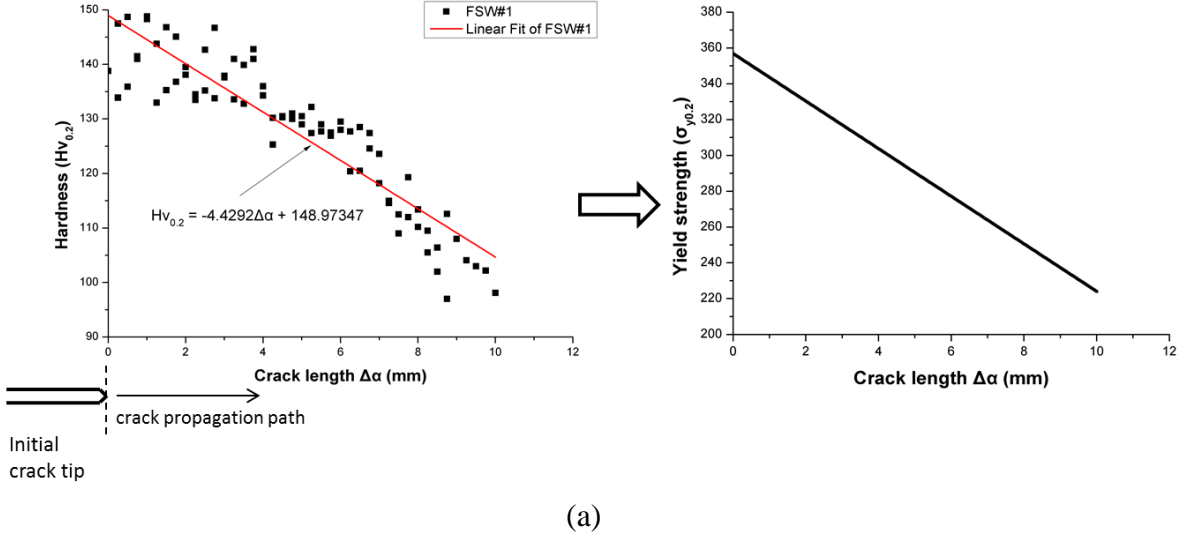 FSW#1
Linear Fit of FSW#1
150
140
130
120
110
100
90
Hardness (Hv0.2)
Hv0.2 = -4.4292Δα + 148.97347
0 2 4 6 8 10 12
Crack length Δα (mm)
crack propagation path
Initial
crack tip
380
360
340
320
300
280
260
240
220
200
Yield strength (σy0.2)
0 2 4 6 8 10 12
Crack length Δα (mm)
(a)